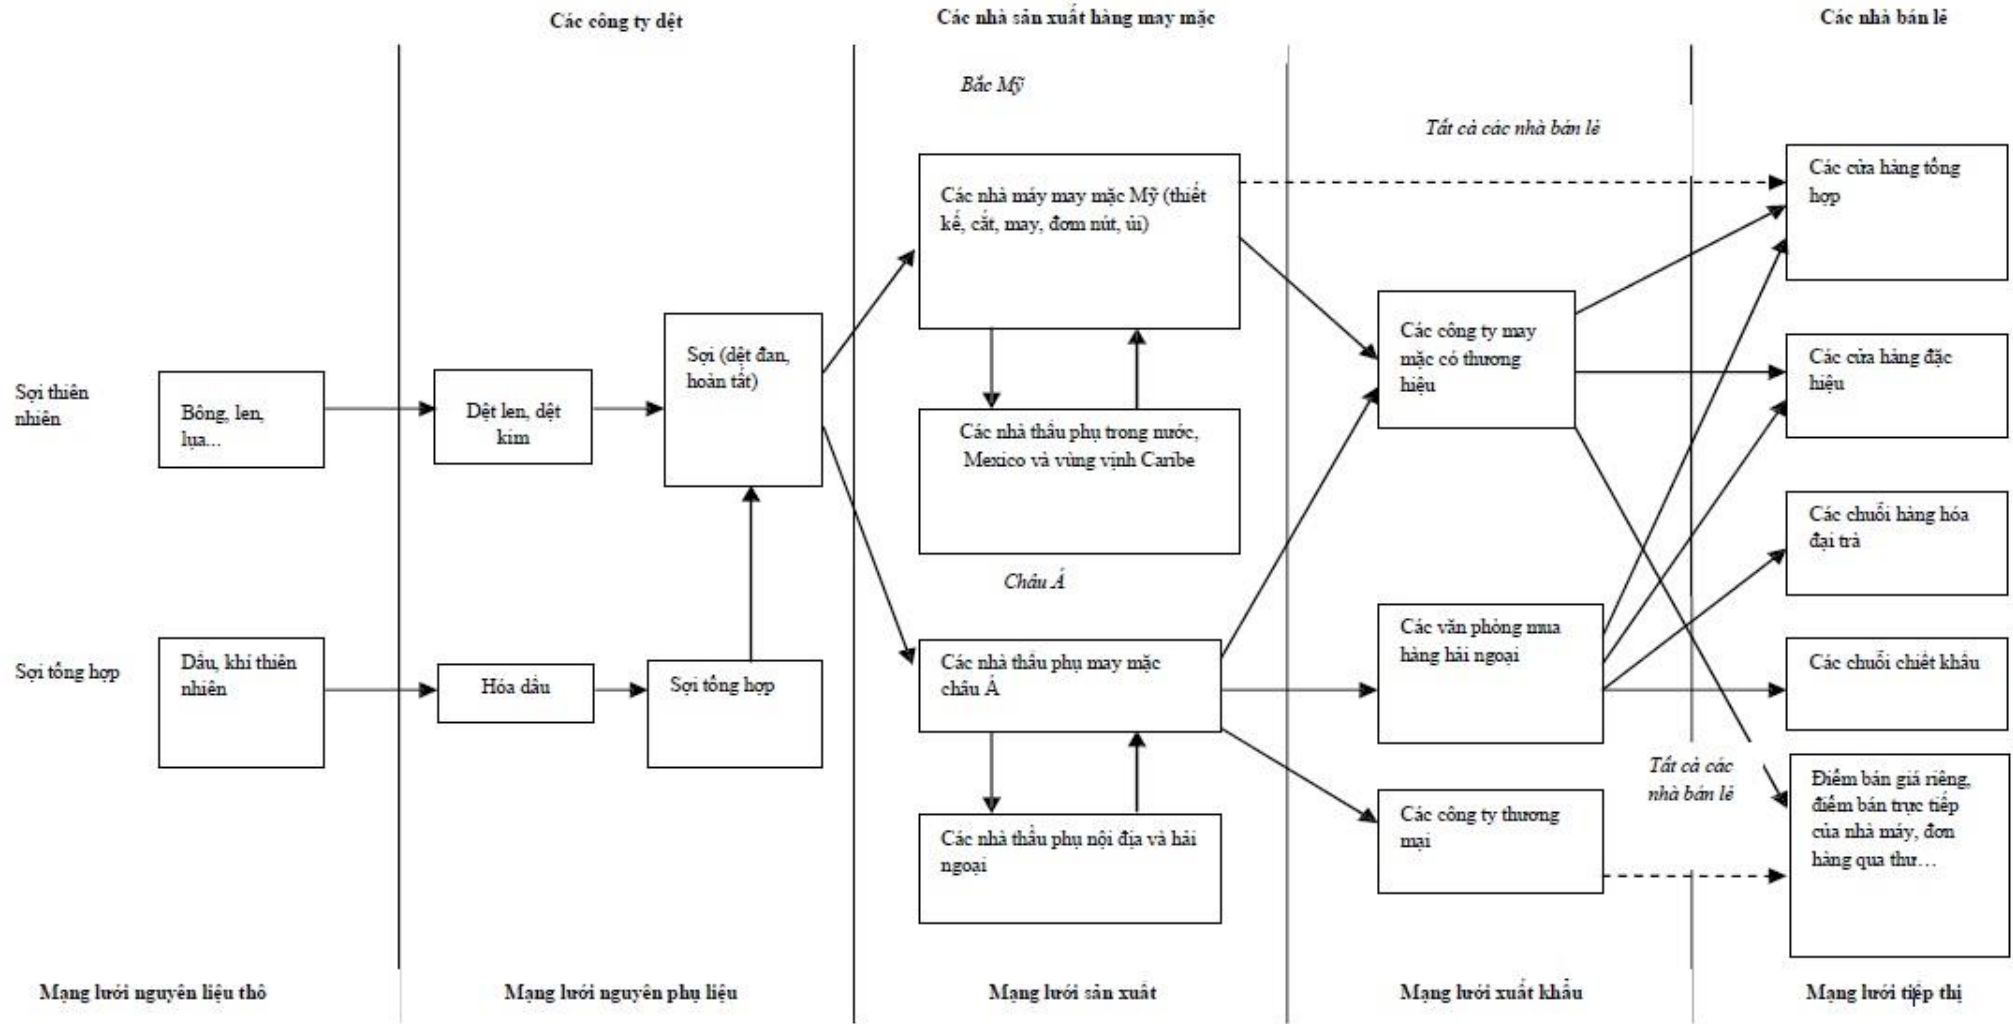 Các công ty dệt
Các nhà sản xuất hàng may mặc
Các nhà bán lẻ
Bắc Mỹ
Tất cả các nhà bán lẻ
Các nhà máy may mặc Mỹ (thiết
kế, cắt, may, đơm nút, ủi)
Các cửa hàng tổng
hợp
Sợi thiên
nhiên
Bông, len,
lụa...
Dệt len, dệt
kim
Sợi (dệt đan,
hoàn tất)
Các công ty may
mặc có thương
hiệu
Các cửa hàng đặc
hiệu
Các nhà thầu phụ trong nước,
Mexico và vùng vịnh Caribe
Các chuỗi hàng hóa
đại trà
Châu Á
Sợi tổng hợp
Dầu, khí thiên
nhiên
Hóa dầu
Sợi tổng hợp
Các nhà thầu phụ may mặc
châu Á
Các văn phòng mua
hàng hải ngoại
Các chuỗi chiết khấu
Tất cả các
nhà bán lẻ
Các nhà thầu phụ nội địa và hải
ngoại
Các công ty thương
mại
Điểm bán giá riêng,
điểm bán trực tiếp
của nhà máy, đơn
hàng qua thư…
Mạng lưới nguyên liệu thô
Mạng lưới nguyên phụ liệu
Mạng lưới sản xuất
Mạng lưới xuất khẩu
Mạng lưới tiếp thị